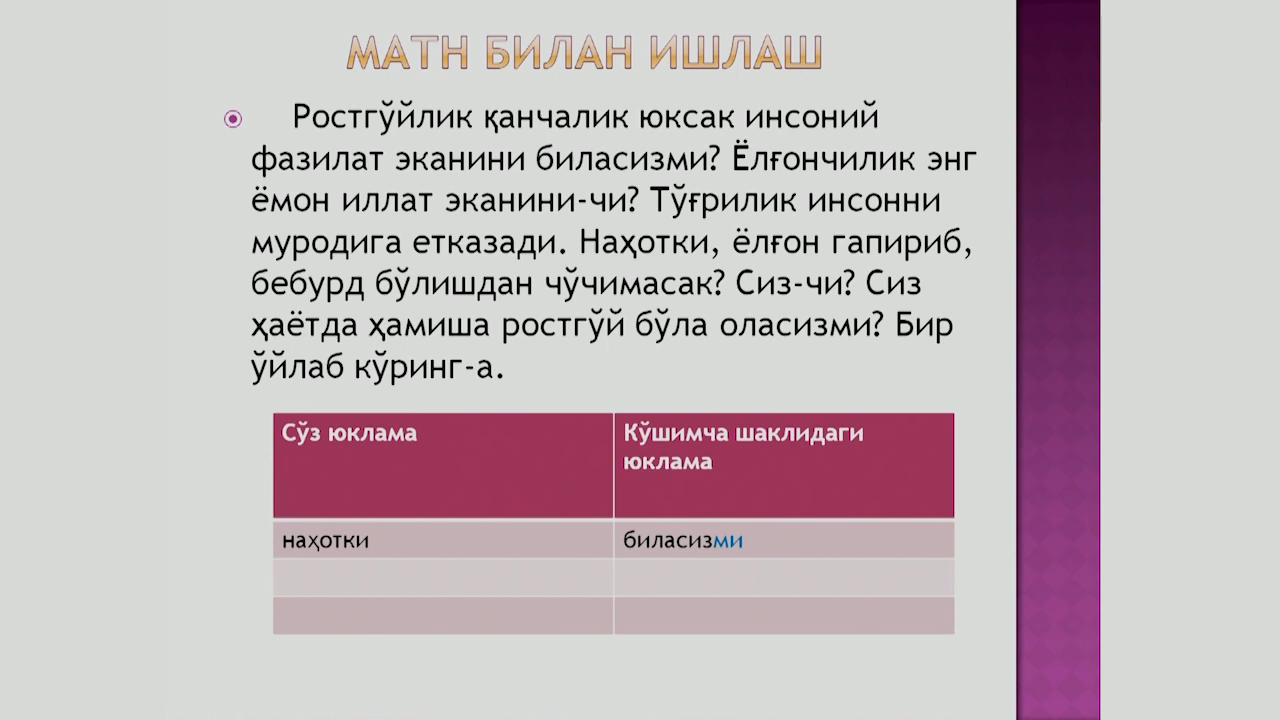 МАТН БИЛАН ИШЛАШ
Ростгўйлик қанчалик юксак инсоний
фазилат эканини биласизми? Ёлғончилик энг
ёмон иллат эканини-чи? Тўғрилик инсонни
муродига етказади. Наҳотки, ёлғон гапириб,
бебурд бўлишдан чўчимасак? Сиз-чи? Сиз
ҳаётда ҳамиша ростгўй бўла оласизми? Бир
ўйлаб кўринг-а.
Сўз юклама
Кўшимча шаклидаги
юклама
наҳотки
биласизми